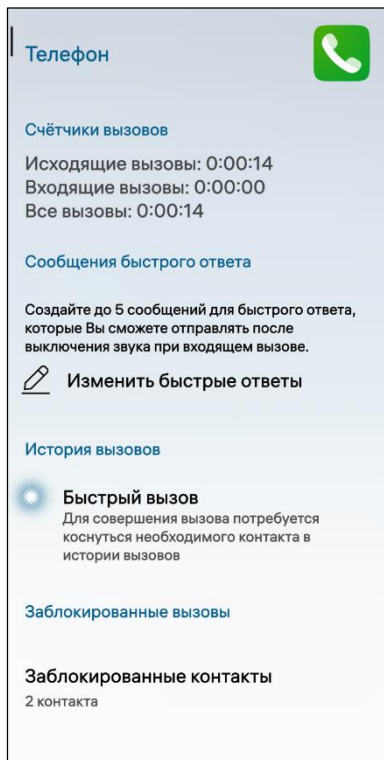 Телефон
Счётчики вызовов
Исходящие вызовы: 0:00:14
Входящие вызовы: 0:00:00
Все вызовы: 0:00:14
Сообщения быстрого ответа
Создайте до 5 сообщений для быстрого ответа,
которые Вы сможете отправлять после
выключения звука при входящем вызове.
Изменить быстрые ответы
История вызовов
Быстрый вызов
Для совершения вызова потребуется
коснуться необходимого контакта в
истории вызовов
Заблокированные вызовы
Заблокированные контакты
2 контакта